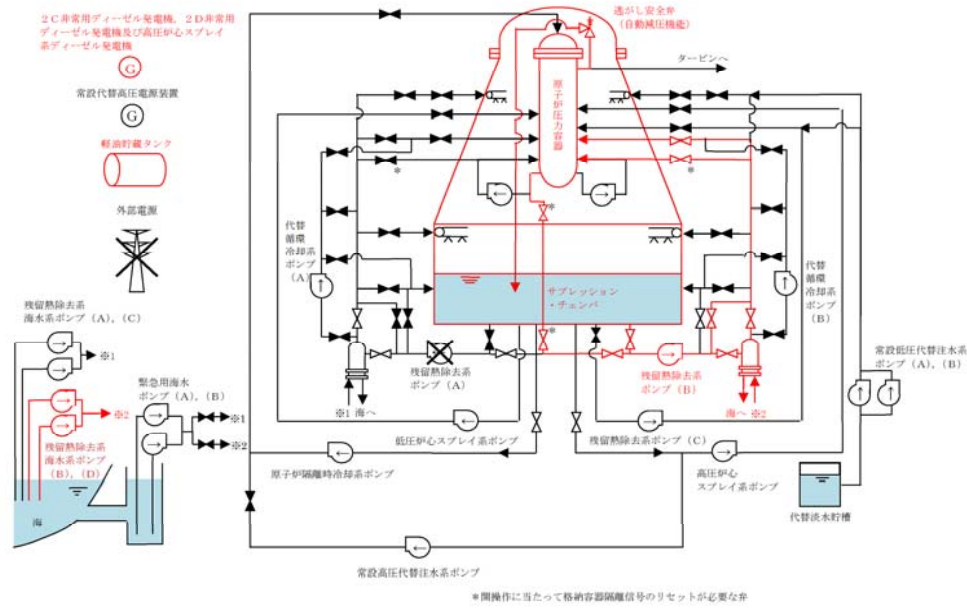 2C非常用ディーゼル発電機，2D非常用
ディーゼル発電機及び高圧炉心スプレイ
系ディーゼル発電機
G
常設代替高圧電源装置
G
軽油貯蔵タンク
外部電源
残留熱除去系
海水系ポンプ（A），（C）
※1
※2
残留熱除去系
海水系ポンプ
（B），（D）
海
緊急用海水
ポンプ（A），（B）
※1
※2
逃がし安全弁
（自動減圧機能）
タービンへ
原子炉圧力容器
*
*
*
*
代替
循環
冷却系
ポンプ
（A）
サプレッション
・チェンバ
代替
循環
冷却系
ポンプ
（B）
残留熱除去系
ポンプ（A）
残留熱除去系
ポンプ（B）
※1 海へ
海へ ※2
常設低圧代替注水系
ポンプ（A），（B）
低圧炉心スプレイ系ポンプ
残留熱除去系ポンプ（C）
原子炉隔離時冷却系ポンプ
高圧炉心
スプレイ系ポンプ
代替淡水貯槽
常設高圧代替注水系ポンプ
*開操作に当たって格納容器隔離信号のリセットが必要な弁